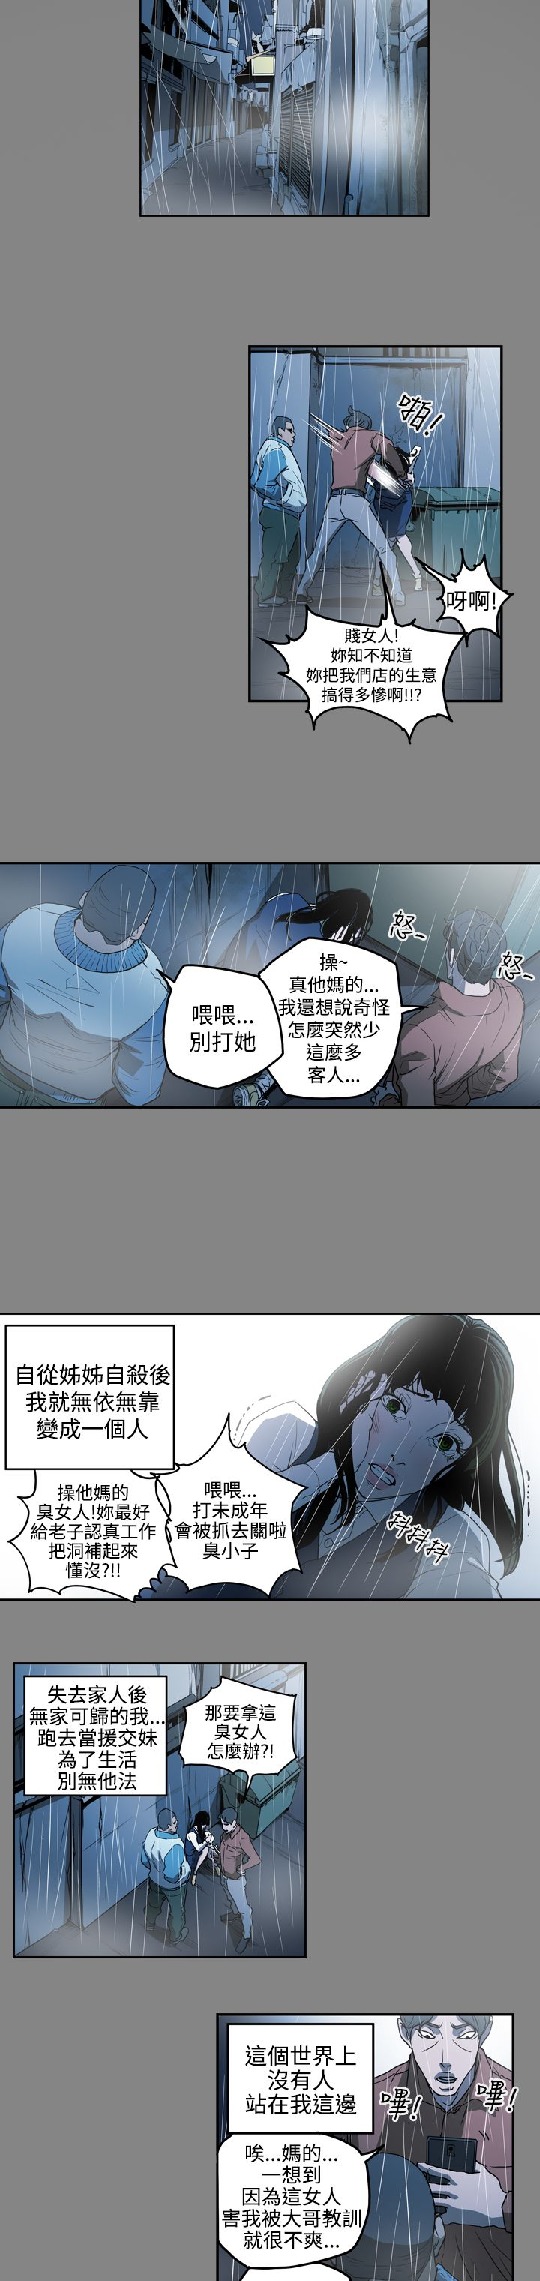 啪!
呀啊!
賤女人!
妳知不知道
妳把我們店的生意
搞得多慘啊!!?
怒~
操~
真他媽的...
我還想說奇怪
怎麼突然少
這麼多
客人...
怒~
喂喂...
別打她
自從姊姊自殺後
我就無依無靠
變成一個人
操他媽的
臭女人!妳最好
給老子認真工作
把洞補起來
懂沒?!!
喂喂...
打未成年
會被抓去關啦
臭小子
抖抖抖
失去家人後
無家可歸的我...
跑去當援交妹
為了生活
別無他法
那要拿這
臭女人
怎麼辦?!
這個世界上
沒有人
站在我這邊
嗶!
嗶!
唉...媽的...
一想到
因為這女人
害我被大哥教訓
就很不爽...